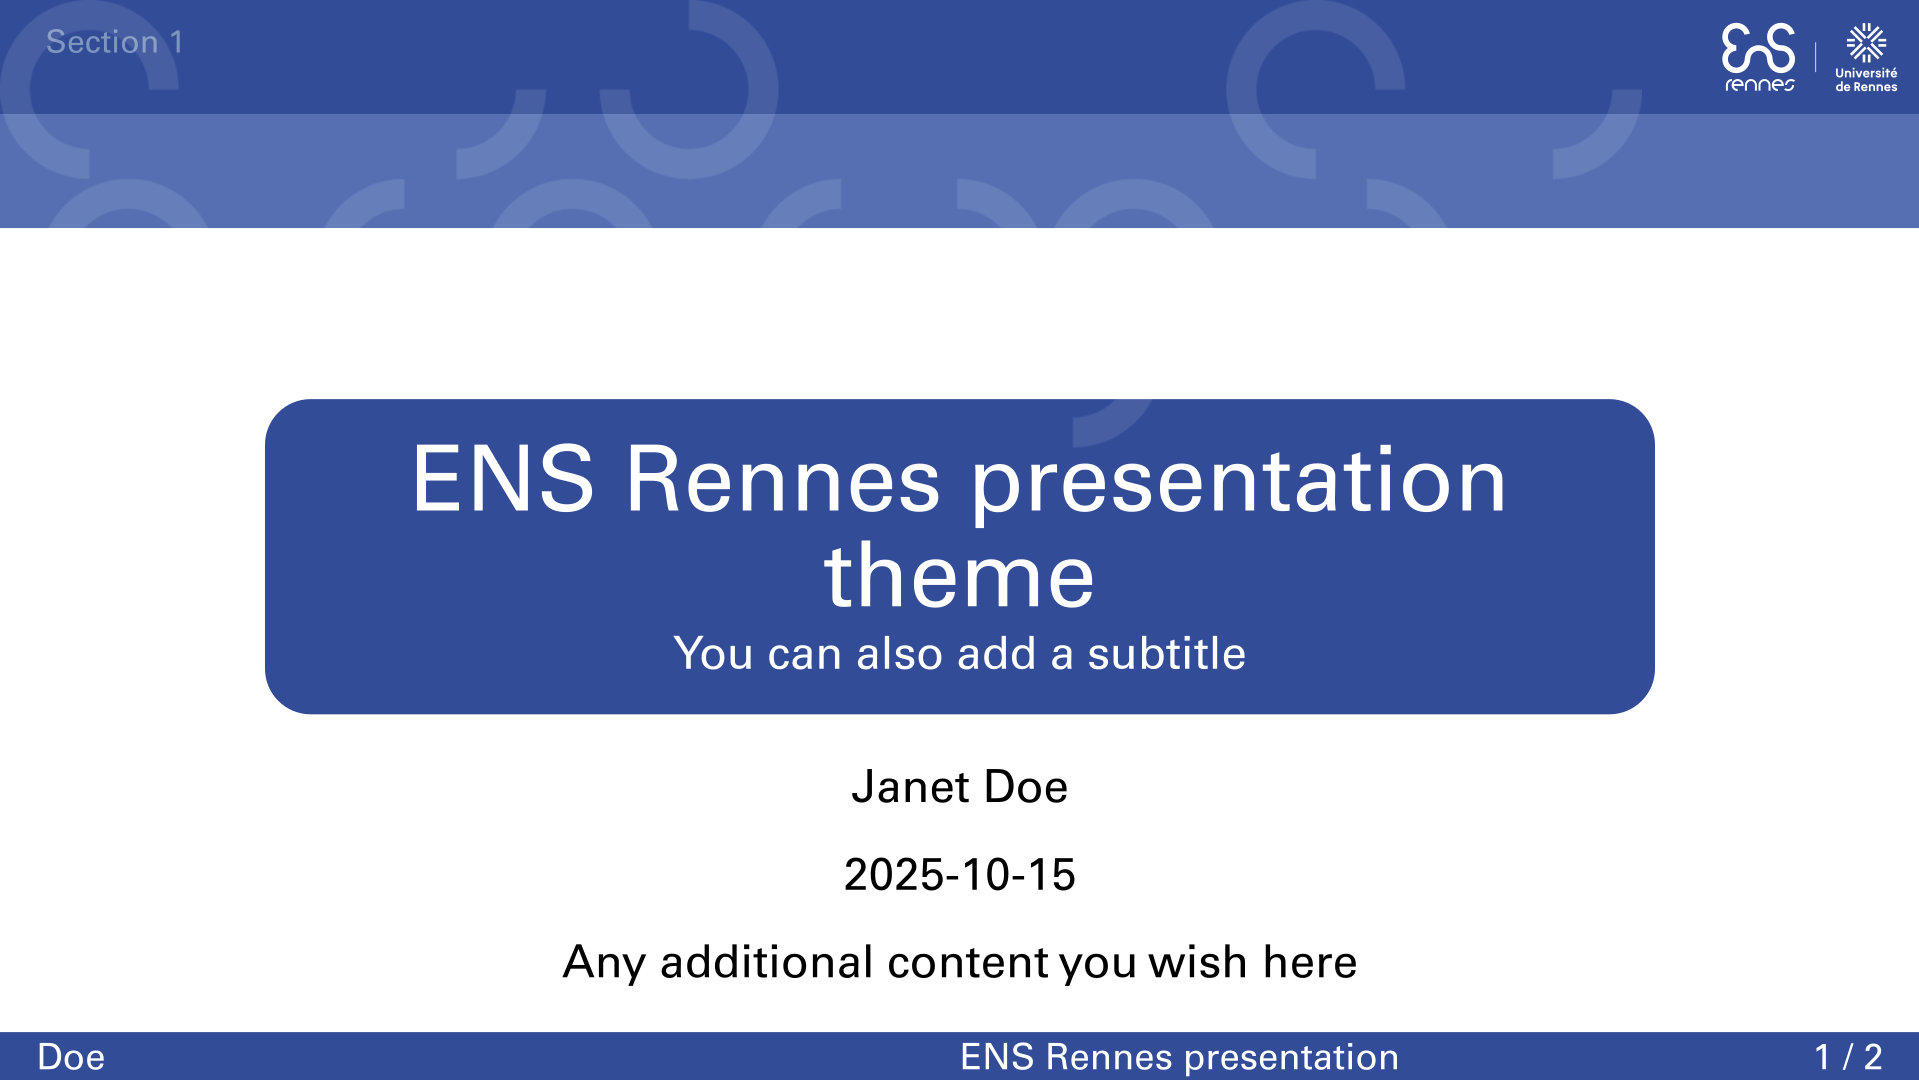 Section 1
ENS
rennes
Université
de Rennes
ENS Rennes presentation
theme
You can also add a subtitle
Janet Doe
2025-10-15
Any additional content you wish here
Doe
ENS Rennes presentation
1 / 2